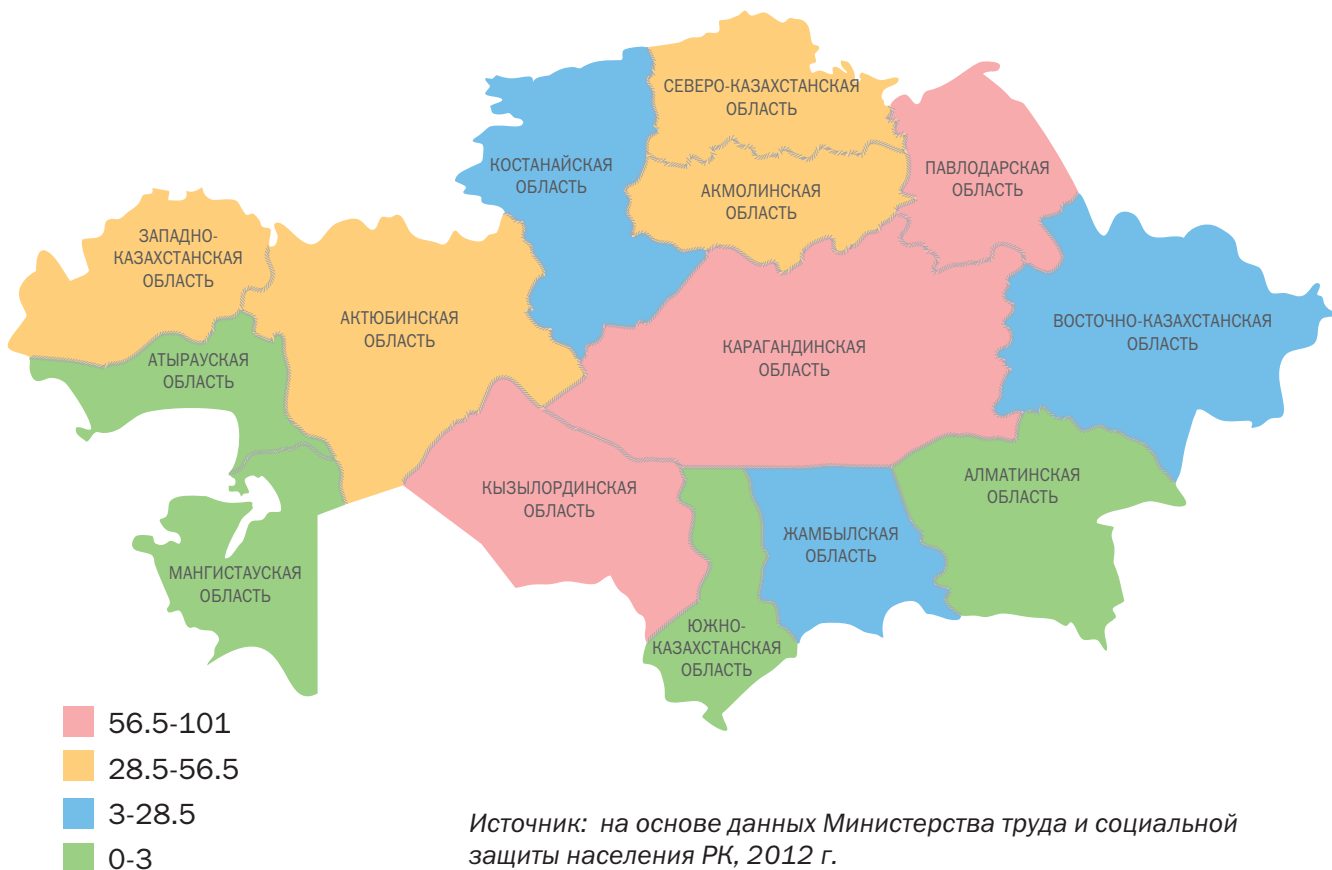 СЕВЕРО-КАЗАХСТАНСКАЯ
ОБЛАСТЬ
КОСТАНАЙСКАЯ
ОБЛАСТЬ
ПАВЛОДАРСКАЯ
ОБЛАСТЬ
АКМОЛИНСКАЯ
ОБЛАСТЬ
ЗАПАДНО-
КАЗАХСТАНСКАЯ
ОБЛАСТЬ
АКТЮБИНСКАЯ
ОБЛАСТЬ
ВОСТОЧНО-КАЗАХСТАНСКАЯ
ОБЛАСТЬ
КАРАГАНДИНСКАЯ
ОБЛАСТЬ
АТЫРАУСКАЯ
ОБЛАСТЬ
АЛМАТИНСКАЯ
ОБЛАСТЬ
КЫЗЫЛОРДИНСКАЯ
ОБЛАСТЬ
ЖАМБЫЛСКАЯ
ОБЛАСТЬ
МАНГИСТАУСКАЯ
ОБЛАСТЬ
ЮЖНО-
КАЗАХСТАНСКАЯ
ОБЛАСТЬ
56.5-101
28.5-56.5
3-28.5
0-3
Источник: на основе данных Министерства труда и социальной
защиты населения РК, 2012 г.